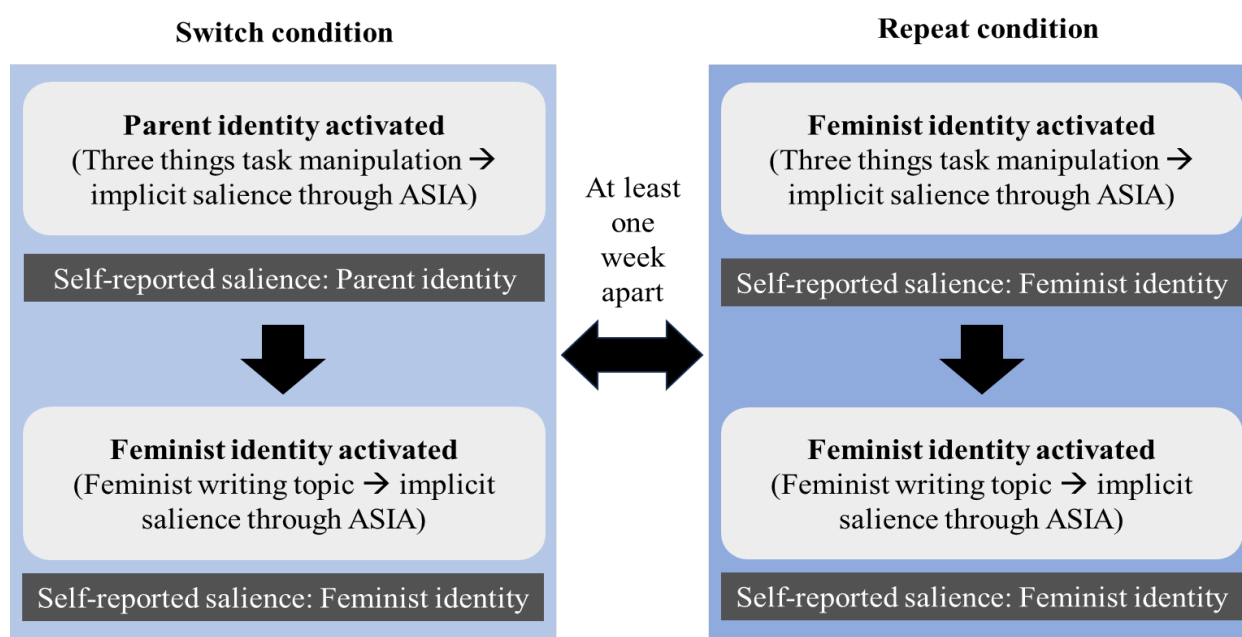 Switch condition
Parent identity activated
(Three things task manipulation →
implicit salience through ASIA)
Self-reported salience: Parent identity
Feminist identity activated
(Feminist writing topic → implicit
salience through ASIA)
Self-reported salience: Feminist identity
At least
one
week
apart
Repeat condition
Feminist identity activated
(Three things task manipulation →
implicit salience through ASIA)
Self-reported salience: Feminist identity
Feminist identity activated
(Feminist writing topic → implicit
salience through ASIA)
Self-reported salience: Feminist identity